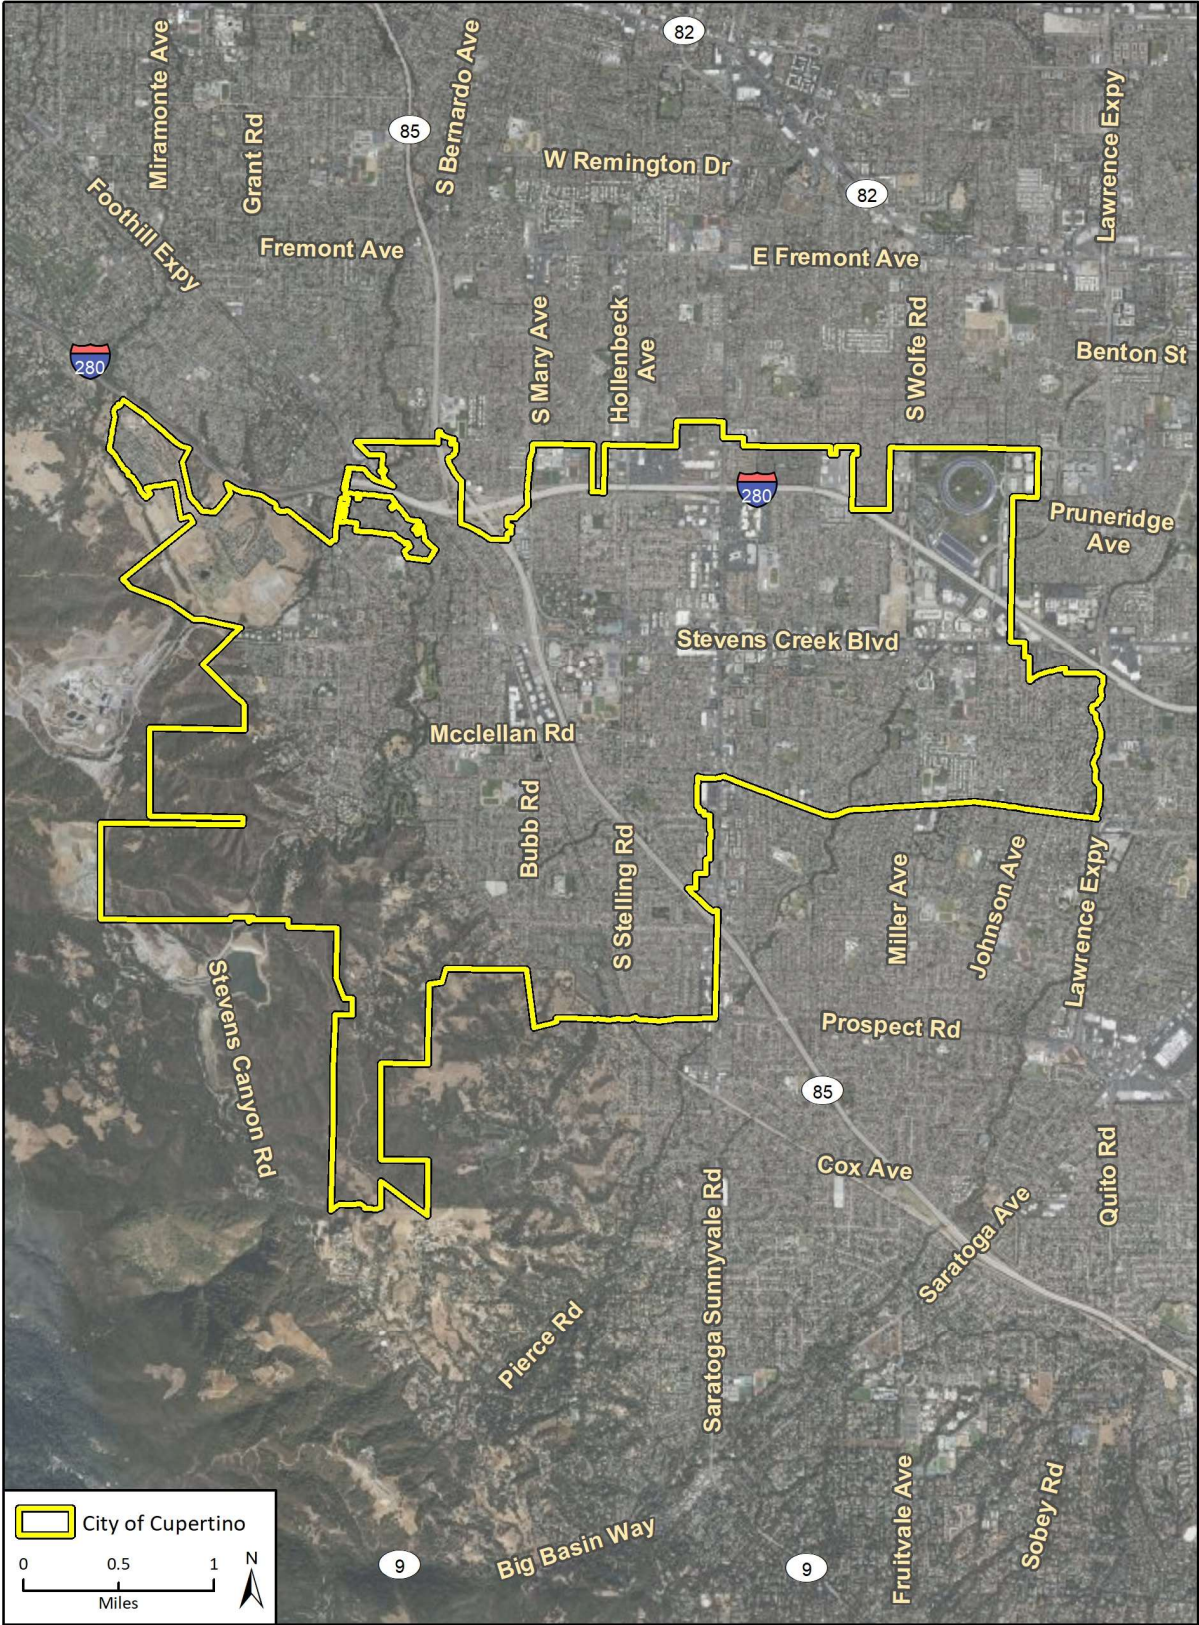 82
Miramonte Ave
S Bernardo Ave
Grant Rd
85
Lawrence Expy
W Remington Dr
82
Foothill Expy
Fremont Ave
E Fremont Ave
S Mary Ave
Hollenbeck
Ave
S Wolfe Rd
Benton St
280
280
Pruneridge
Ave
Stevens Creek Blvd
Mcclellan Rd
Bubb Rd
S Stelling Rd
Miller Ave
Johnson Ave
Lawrence Expy
Stevens Canyon Rd
Prospect Rd
85
Cox Ave
Quito Rd
Saratoga Ave
Saratoga Sunnyvale Rd
Pierce Rd
Fruitvale Ave
Sobey Rd
Big Basin Way
9
9
City of Cupertino
0 0.5 1
Miles
N